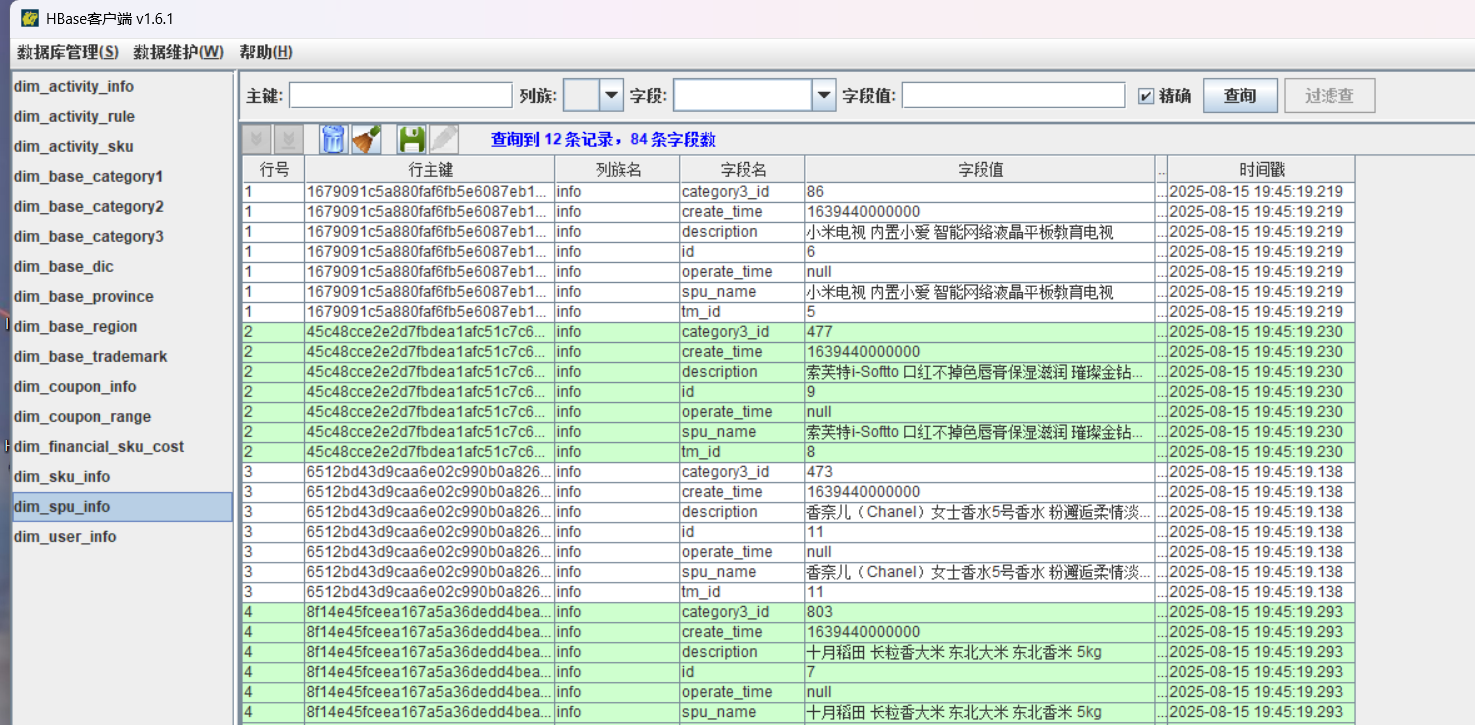 HBase客户端 v1.6.1
数据库管理(S) 数据维护(W) 帮助(H)
dim_activity_info
dim_activity_rule
dim_activity_sku
dim_base_category1
dim_base_category2
dim_base_category3
dim_base_dic
dim_base_province
dim_base_region
dim_base_trademark
dim_coupon_info
dim_coupon_range
dim_financial_sku_cost
dim_sku_info
dim_spu_info
dim_user_info
主键: 列族: 字段: 字段值: 精确 查询 过滤查
查询到 12 条记录，84 条字段数
行号 行主键 列族名 字段名 字段值 .. 时间戳
1 1679091c5a880faf6fb5e6087eb1... info category3_id 86 ... 2025-08-15 19:45:19.219
1 1679091c5a880faf6fb5e6087eb1... info create_time 1639440000000 ... 2025-08-15 19:45:19.219
1 1679091c5a880faf6fb5e6087eb1... info description 小米电视 内置小爱 智能网络液晶平板教育电视 ... 2025-08-15 19:45:19.219
1 1679091c5a880faf6fb5e6087eb1... info id 6 ... 2025-08-15 19:45:19.219
1 1679091c5a880faf6fb5e6087eb1... info operate_time null ... 2025-08-15 19:45:19.219
1 1679091c5a880faf6fb5e6087eb1... info spu_name 小米电视 内置小爱 智能网络液晶平板教育电视 ... 2025-08-15 19:45:19.219
1 1679091c5a880faf6fb5e6087eb1... info tm_id 5 ... 2025-08-15 19:45:19.219
2 45c48cce2e2d7fbdea1afc51c7c6... info category3_id 477 ... 2025-08-15 19:45:19.230
2 45c48cce2e2d7fbdea1afc51c7c6... info create_time 1639440000000 ... 2025-08-15 19:45:19.230
2 45c48cce2e2d7fbdea1afc51c7c6... info description 索芙特i-Softto 口红不掉色唇膏保湿滋润 璀璨金钻... ... 2025-08-15 19:45:19.230
2 45c48cce2e2d7fbdea1afc51c7c6... info id 9 ... 2025-08-15 19:45:19.230
2 45c48cce2e2d7fbdea1afc51c7c6... info operate_time null ... 2025-08-15 19:45:19.230
2 45c48cce2e2d7fbdea1afc51c7c6... info spu_name 索芙特i-Softto 口红不掉色唇膏保湿滋润 璀璨金钻... ... 2025-08-15 19:45:19.230
2 45c48cce2e2d7fbdea1afc51c7c6... info tm_id 8 ... 2025-08-15 19:45:19.230
3 6512bd43d9caa6e02c990b0a826... info category3_id 473 ... 2025-08-15 19:45:19.138
3 6512bd43d9caa6e02c990b0a826... info create_time 1639440000000 ... 2025-08-15 19:45:19.138
3 6512bd43d9caa6e02c990b0a826... info description 香奈儿（Chanel）女士香水5号香水 粉邂逅柔情淡... ... 2025-08-15 19:45:19.138
3 6512bd43d9caa6e02c990b0a826... info id 11 ... 2025-08-15 19:45:19.138
3 6512bd43d9caa6e02c990b0a826... info operate_time null ... 2025-08-15 19:45:19.138
3 6512bd43d9caa6e02c990b0a826... info spu_name 香奈儿（Chanel）女士香水5号香水 粉邂逅柔情淡... ... 2025-08-15 19:45:19.138
3 6512bd43d9caa6e02c990b0a826... info tm_id 11 ... 2025-08-15 19:45:19.138
4 8f14e45fceea167a5a36dedd4bea... info category3_id 803 ... 2025-08-15 19:45:19.293
4 8f14e45fceea167a5a36dedd4bea... info create_time 1639440000000 ... 2025-08-15 19:45:19.293
4 8f14e45fceea167a5a36dedd4bea... info description 十月稻田 长粒香大米 东北大米 东北香米 5kg ... 2025-08-15 19:45:19.293
4 8f14e45fceea167a5a36dedd4bea... info id 7 ... 2025-08-15 19:45:19.293
4 8f14e45fceea167a5a36dedd4bea... info operate_time null ... 2025-08-15 19:45:19.293
4 8f14e45fceea167a5a36dedd4bea... info spu_name 十月稻田 长粒香大米 东北大米 东北香米 5kg ... 2025-08-15 19:45:19.293